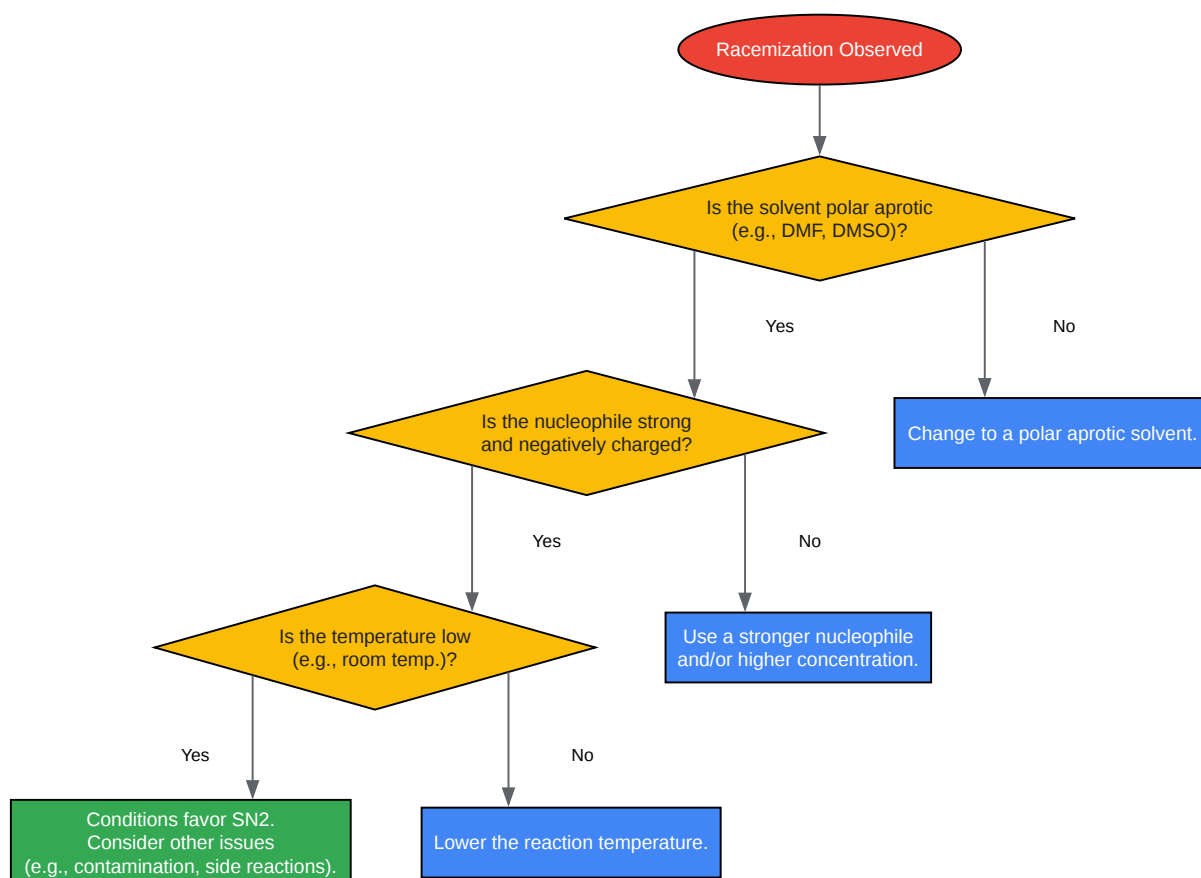 Racemization Observed
Is the solvent polar aprotic
(e.g., DMF, DMSO)?
Yes
No
Is the nucleophile strong
and negatively charged?
Change to a polar aprotic solvent.
Yes
No
Is the temperature low
(e.g., room temp.)?
Use a stronger nucleophile
and/or higher concentration.
Yes
No
Conditions favor SN2.
Consider other issues
(e.g., contamination, side reactions).
Lower the reaction temperature.